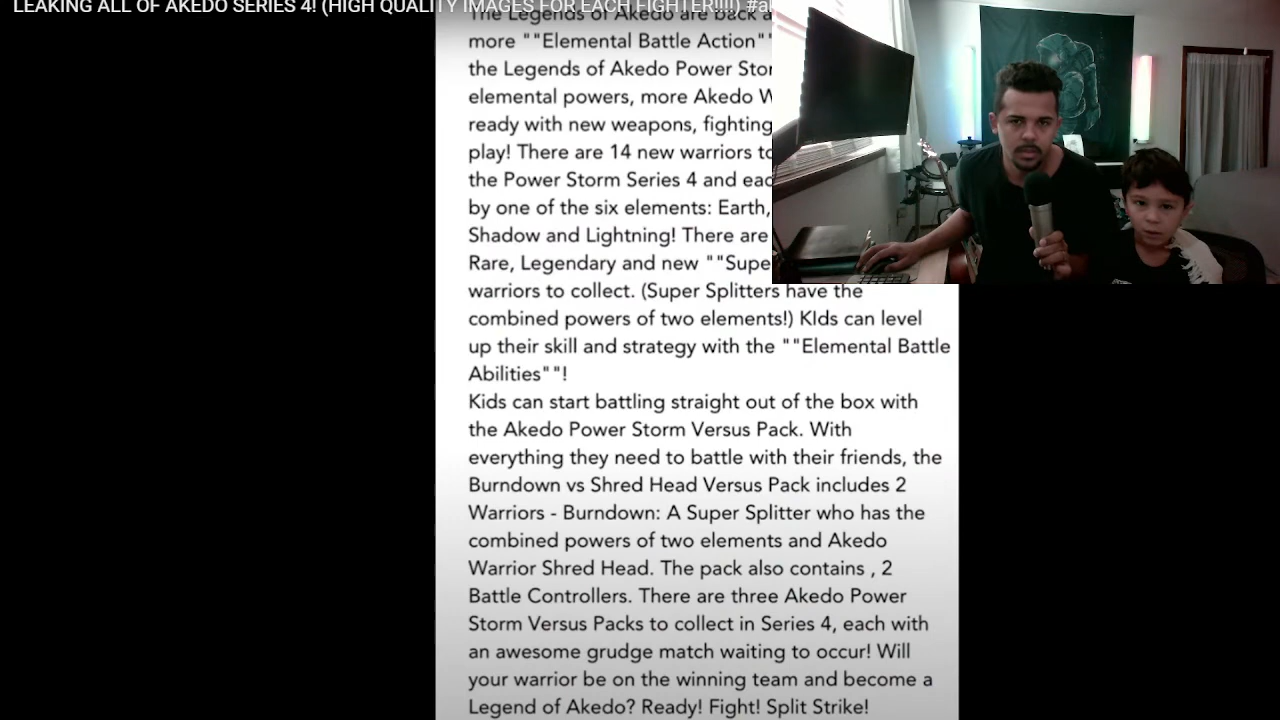 LEAKING ALL OF AKEDO SERIES 4! (HIGH QUALITY IMAGES FOR EACH FIGHTER!!!!)
The Legends of Akedo are back
more ""Elemental Battle Action""
the Legends of Akedo Power
elemental powers, more Akedo
ready with new weapons, fighting
play! There are 14 new warriors
the Power Storm Series 4 and
by one of the six elements: Earth,
Shadow and Lightning! There are
Rare, Legendary and new ""
warriors to collect. (Super Splitters have the
combined powers of two elements!) KIds can level
up their skill and strategy with the ""Elemental Battle
Abilities""!
Kids can start battling straight out of the box with
the Akedo Power Storm Versus Pack. With
everything they need to battle with their friends, the
Burndown vs Shred Head Versus Pack includes 2
Warriors - Burndown: A Super Splitter who has the
combined powers of two elements and Akedo
Warrior Shred Head. The pack also contains , 2
Battle Controllers. There are three Akedo Power
Storm Versus Packs to collect in Series 4, each with
an awesome grudge match waiting to occur! Will
your warrior be on the winning team and become a
Legend of Akedo? Ready! Fight! Split Strike!